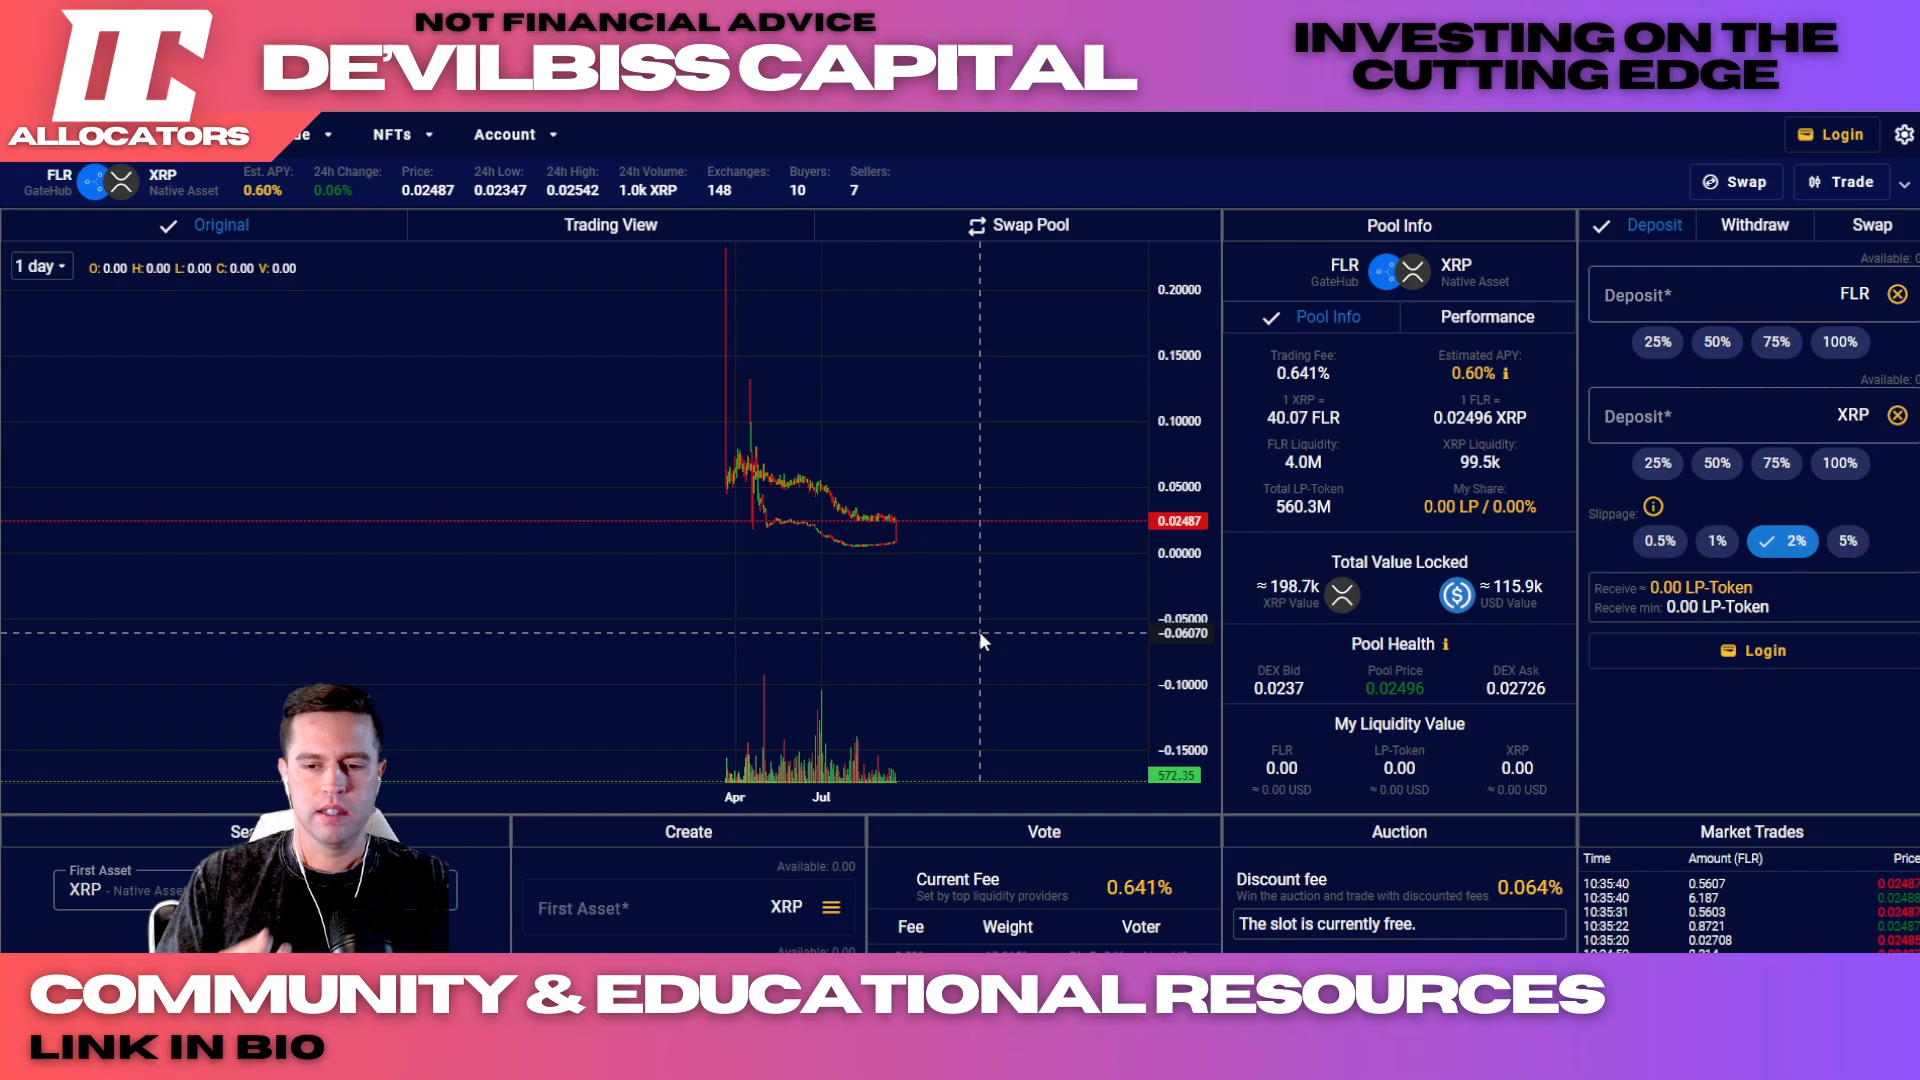 NOT FINANCIAL ADVICE
DE'VILBISS CAPITAL
INVESTING ON THE
CUTTING EDGE
ALLOCATORS
NFTs
Account
Login
FLR
GateHub
XRP
Native Asset
Est. APY:
0.60%
24h Change:
0.06%
Price:
0.02487
24h Low:
0.02347
24h High:
0.02542
24h Volume:
1.0k XRP
Exchanges:
148
Buyers:
10
Sellers:
7
Swap
Trade
Original
Trading View
Swap Pool
1 day
O: 0.00 H: 0.00 L: 0.00 C: 0.00 V: 0.00
0.20000
0.15000
0.10000
0.05000
0.02487
0.00000
-0.05000
-0.06070
-0.10000
-0.15000
572.35
Apr
Jul
Pool Info
FLR
GateHub
XRP
Native Asset
Pool Info
Performance
Trading Fee:
0.641%
Estimated APY:
0.60%
1 XRP =
40.07 FLR
1 FLR =
0.02496 XRP
FLR Liquidity:
4.0M
XRP Liquidity:
99.5k
Total LP-Token
560.3M
My Share:
0.00 LP / 0.00%
Total Value Locked
≈ 198.7k
XRP Value
≈ 115.9k
USD Value
Pool Health
DEX Bid
0.0237
Pool Price
0.02496
DEX Ask
0.02726
My Liquidity Value
FLR
0.00
≈ 0.00 USD
LP-Token
0.00
≈ 0.00 USD
XRP
0.00
≈ 0.00 USD
Deposit
Withdraw
Swap
Available:
Deposit*
FLR
25%
50%
75%
100%
Available:
Deposit*
XRP
25%
50%
75%
100%
Slippage:
0.5%
1%
2%
5%
Receive ≈ 0.00 LP-Token
Receive min: 0.00 LP-Token
Login
First Asset
XRP - Native Asset
Create
Available: 0.00
First Asset*
XRP
Available: 0.00
Vote
Current Fee
Set by top liquidity providers
0.641%
Fee
Weight
Voter
Auction
Discount fee
Win the auction and trade with discounted fees
0.064%
The slot is currently free.
Market Trades
Time
Amount (FLR)
Price
10:35:40
0.5607
0.02487
10:35:40
6.187
0.02488
10:35:31
0.5603
0.02487
10:35:22
0.8721
0.02487
10:35:20
0.02708
0.02485
COMMUNITY & EDUCATIONAL RESOURCES
LINK IN BIO